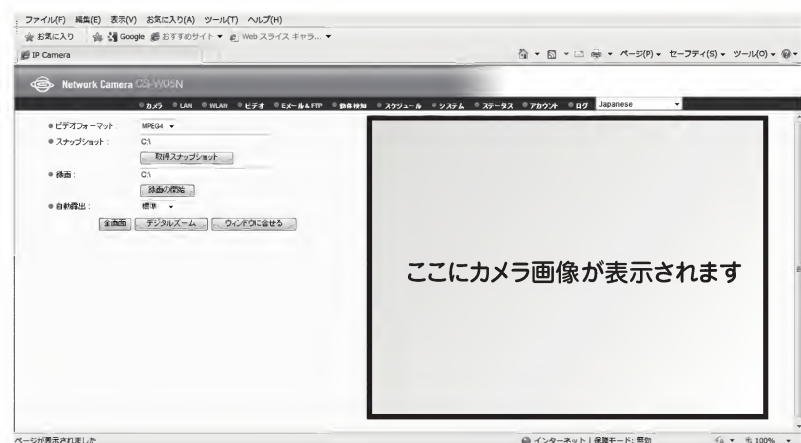 ファイル(F) 編集(E) 表示(V) お気に入り(A) ツール(T) ヘルプ(H)
お気に入り Google おすすめサイト Web スライス ギャラ...
IP Camera ページ(P) セーフティ(S) ツール(O)
Network Camera CS-W05N
カメラ LAN WLAN ビデオ Eメール& FTP 動体検知 スケジュール システム ステータス アカウント ログ Japanese
ビデオフォーマット: MPEG4
スナップショット: C:\
取得スナップショット
録画: C:\
録画の開始
自動露出: 標準
全画面 デジタルズーム ウィンドウに合せる
ここにカメラ画像が表示されます
ページが表示されました インターネット | 保護モード: 無効 100%